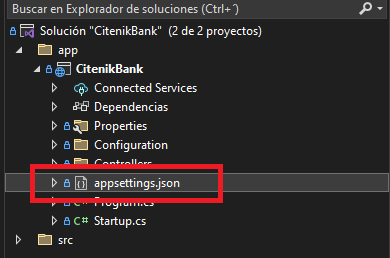 Buscar en Explorador de soluciones (Ctrl+´)
Solución "CitenikBank" (2 de 2 proyectos)
app
CitenikBank
Connected Services
Dependencias
Properties
Configuration
Controllers
appsettings.json
Program.cs
C# Startup.cs
src